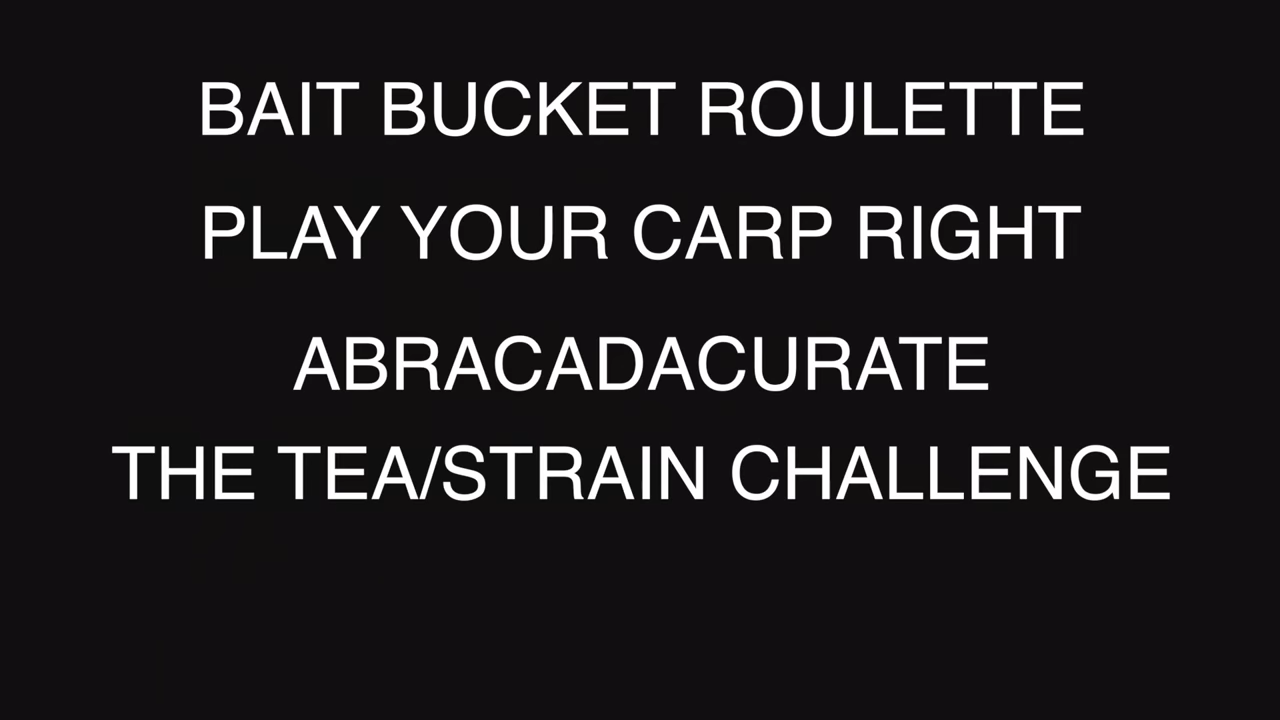 BAIT BUCKET ROULETTE
PLAY YOUR CARP RIGHT
ABRACADACURATE
THE TEA/STRAIN CHALLENGE